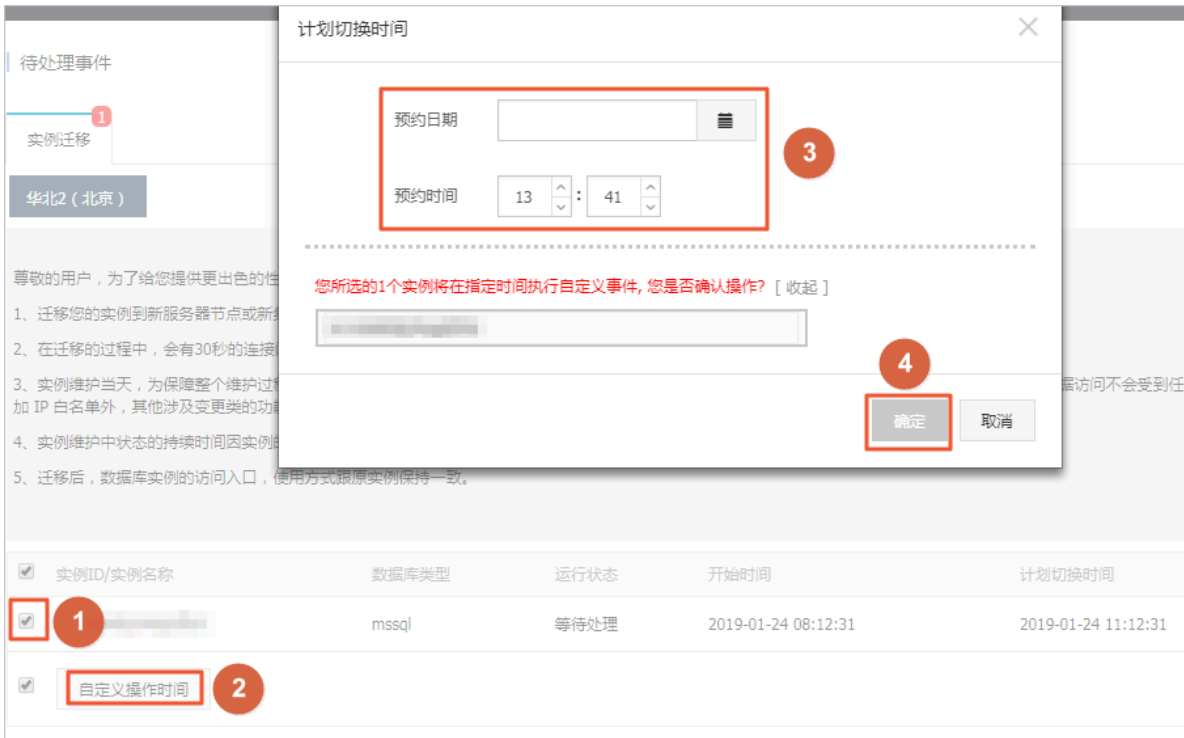 计划切换时间
待处理事件
1
实例迁移
预约日期
3
预约时间
13 : 41
华北2 ( 北京 )
尊敬的用户，为了给您提供更出色的性
1、迁移您的实例到新服务器节点或新
2、在迁移的过程中，会有30秒的连接
3、实例维护当天，为保障整个维护过
据访问不会受到任
加 IP 白名单外，其他涉及变更类的功
4、实例维护中状态的持续时间因实例
5、迁移后，数据库实例的访问入口，使用方式跟原实例保持一致。
您所选的1个实例将在指定时间执行自定义事件, 您是否确认操作? [ 收起 ]
4
确定 取消
实例ID/实例名称 数据库类型 运行状态 开始时间 计划切换时间
1 mssql 等待处理 2019-01-24 08:12:31 2019-01-24 11:12:31
自定义操作时间 2